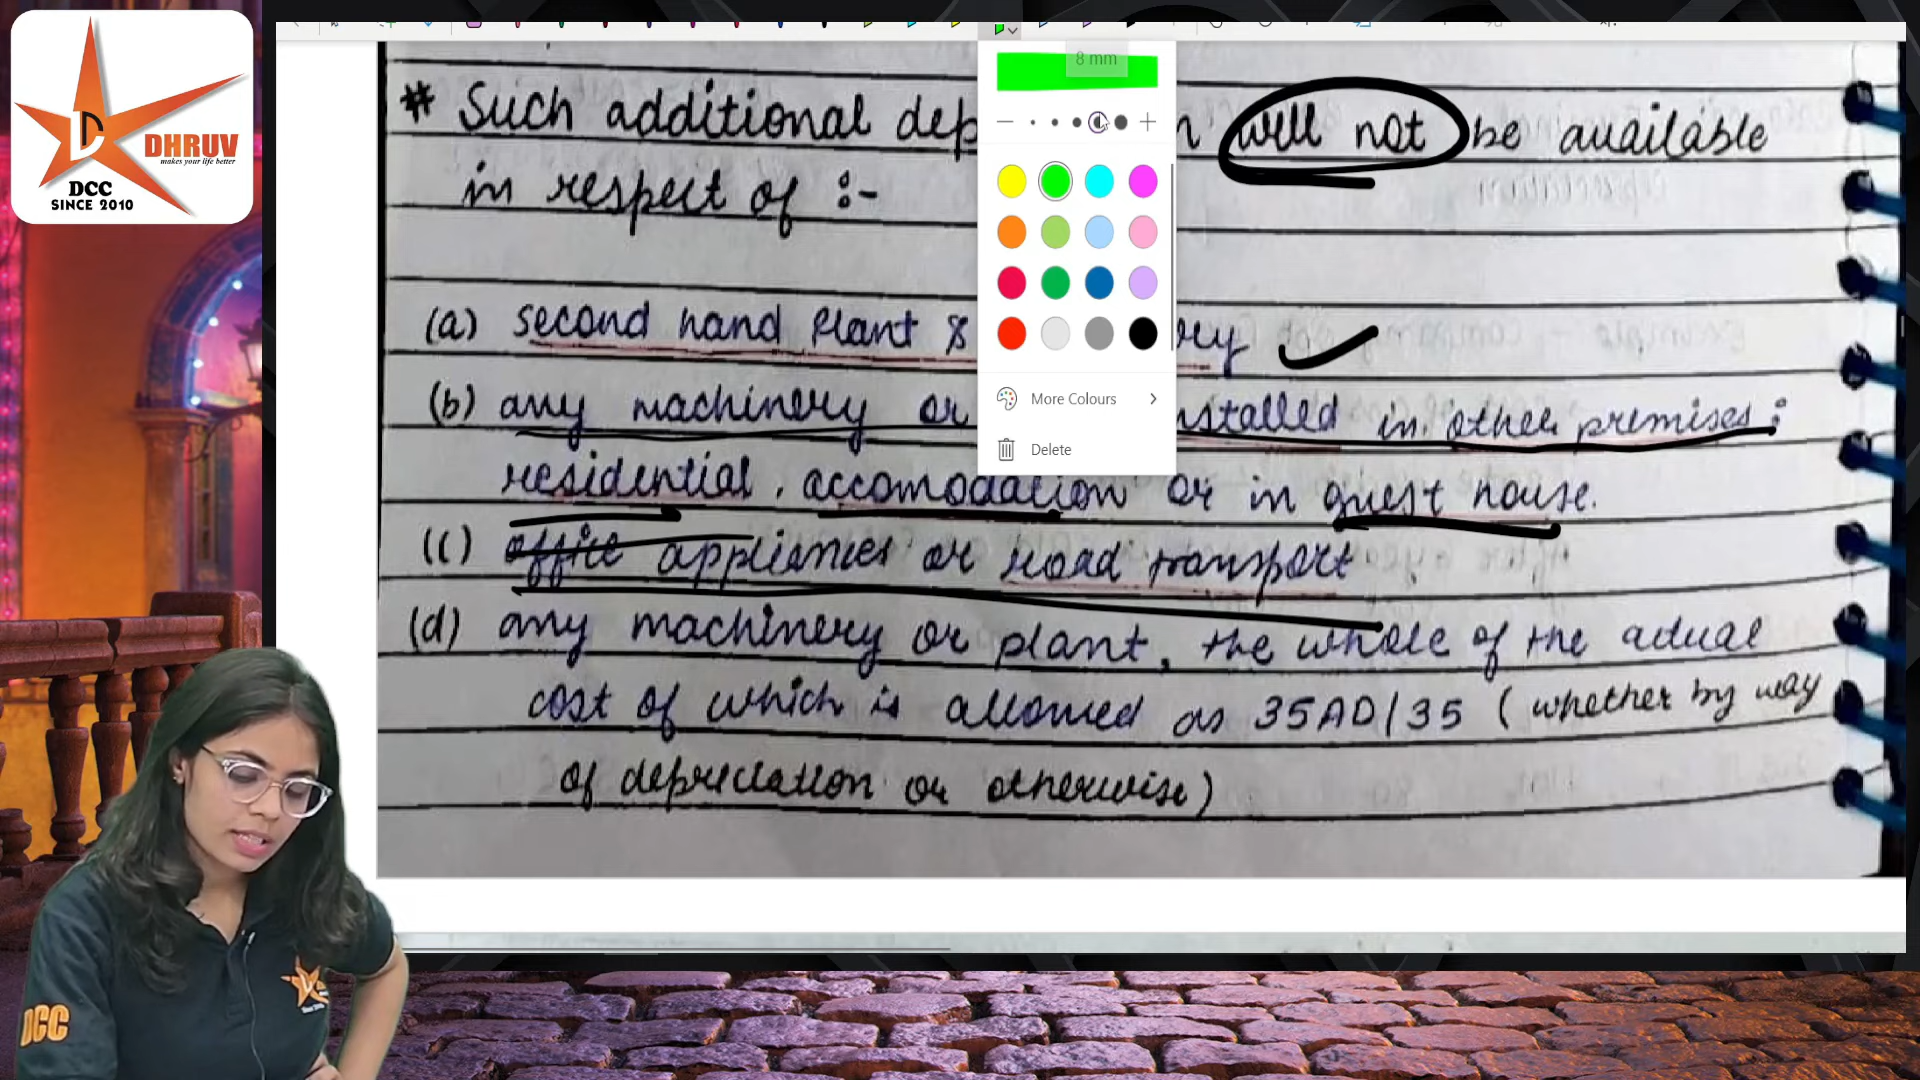 D
DHRUV
makes your life better
DCC
SINCE 2010
8 mm
# Such additional dep n will not be available
in respect of :-
(a) second hand plant & ery
(b) any machinery or nstalled in other premises :
residential . accomodation or in guest house.
(c) office appliences or road transport
(d) any machinery or plant, the whole of the actual
cost of which is allowed as 35AD/35 ( whether by way
of depreciation or otherwise)
More Colours
Delete
DCC